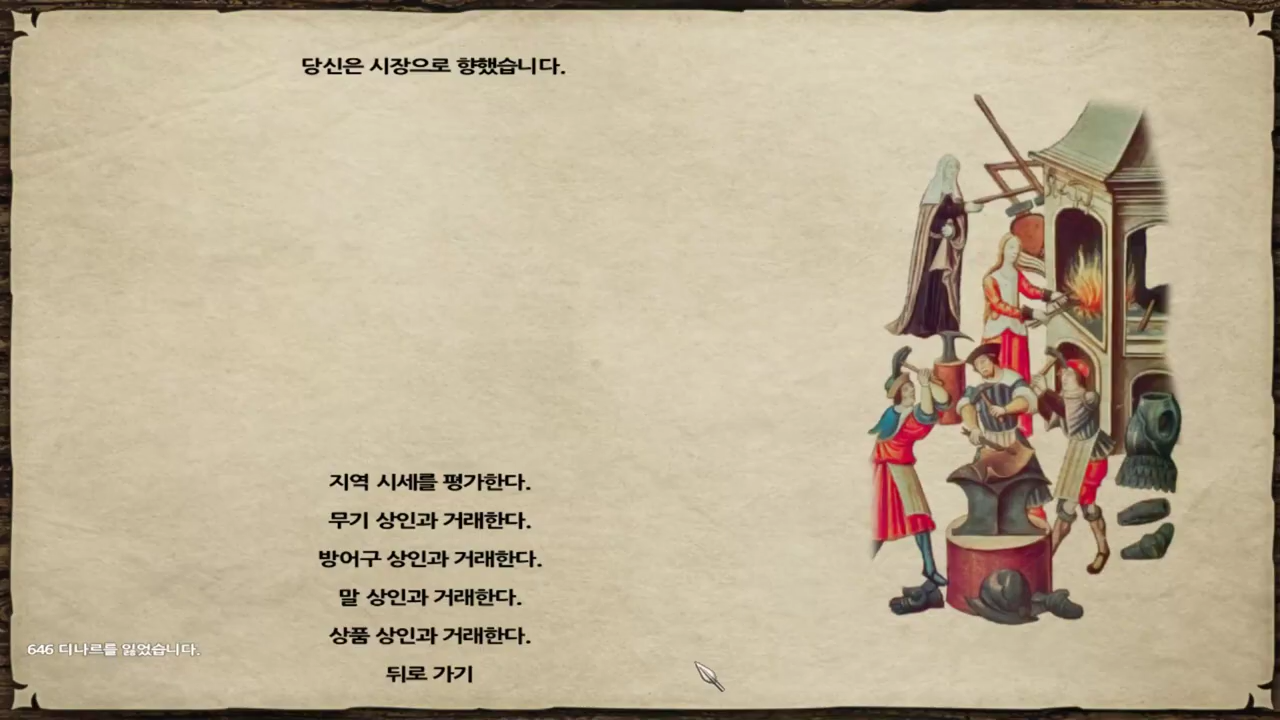 당신은 시장으로 향했습니다.
지역 시세를 평가한다.
무기 상인과 거래한다.
방어구 상인과 거래한다.
말 상인과 거래한다.
상품 상인과 거래한다.
646 디나르를 잃었습니다.
뒤로 가기